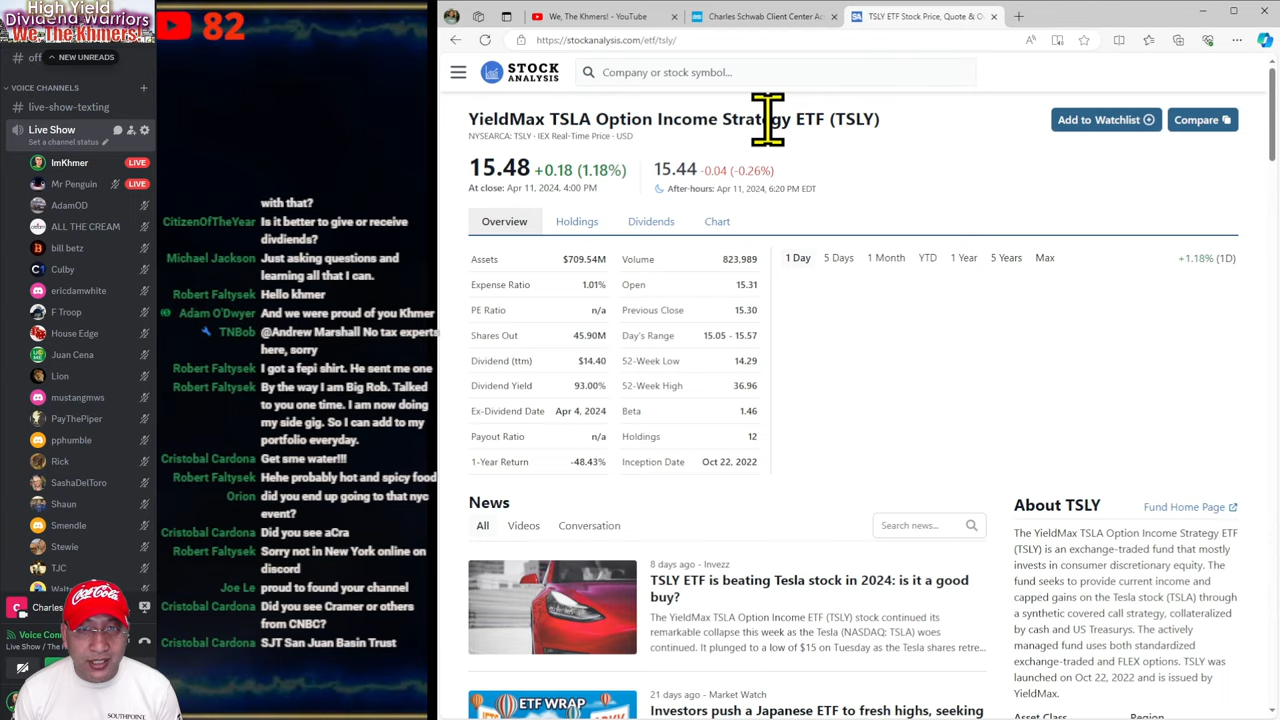 High Yield
Dividend Warriors
We, The Khmers!
82
# off
NEW UNREADS
VOICE CHANNELS
live-show-texting
Live Show
Set a channel status
ImKhmer
LIVE
Mr Penguin
LIVE
AdamOD
ALL THE CREAM
bill betz
Culby
ericdamwhite
F Troop
House Edge
Juan Cena
Lion
mustangmws
PayThePiper
pphumble
Rick
SashaDelToro
Shaun
Smendle
Stewie
TJC
Charles
Voice Conn
Live Show / The
with that?
CitizenOfTheYear Is it better to give or receive
divdiends?
Michael Jackson Just asking questions and
learning all that I can.
Robert Faltysek Hello khmer
Adam O'Dwyer And we were proud of you Khmer
TNBob @Andrew Marshall No tax experts
here, sorry
Robert Faltysek I got a fepi shirt. He sent me one
Robert Faltysek By the way I am Big Rob. Talked
to you one time. I am now doing
my side gig. So I can add to my
portfolio everyday.
Cristobal Cardona Get sme water!!!
Robert Faltysek Hehe probably hot and spicy food
Orion did you end up going to that nyc
event?
Cristobal Cardona Did you see aCra
Robert Faltysek Sorry not in New York online on
discord
Joe Le proud to found your channel
Cristobal Cardona Did you see Cramer or others
from CNBC?
Cristobal Cardona SJT San Juan Basin Trust
Coca-Cola
SOUTHPOINT
We, The Khmers! - YouTube
Charles Schwab Client Center Ac
TSLY ETF Stock Price, Quote & O
https://stockanalysis.com/etf/tsly/
STOCK
ANALYSIS
Company or stock symbol...
YieldMax TSLA Option Income Strategy ETF (TSLY)
NYSEARCA: TSLY · IEX Real-Time Price · USD
Add to Watchlist
Compare
15.48 +0.18 (1.18%)
At close: Apr 11, 2024, 4:00 PM
15.44 -0.04 (-0.26%)
After-hours: Apr 11, 2024, 6:20 PM EDT
Overview Holdings Dividends Chart
Assets $709.54M Volume 823,989
Expense Ratio 1.01% Open 15.31
PE Ratio n/a Previous Close 15.30
Shares Out 45.90M Day's Range 15.05 - 15.57
Dividend (ttm) $14.40 52-Week Low 14.29
Dividend Yield 93.00% 52-Week High 36.96
Ex-Dividend Date Apr 4, 2024 Beta 1.46
Payout Ratio n/a Holdings 12
1-Year Return -48.43% Inception Date Oct 22, 2022
1 Day 5 Days 1 Month YTD 1 Year 5 Years Max +1.18% (1D)
News
All Videos Conversation
Search news...
8 days ago - Invezz
TSLY ETF is beating Tesla stock in 2024: is it a good
buy?
The YieldMax TSLA Option Income ETF (TSLY) stock continued its
remarkable collapse this week as the Tesla (NASDAQ: TSLA) woes
continued. It plunged to a low of $15 on Tuesday as the Tesla shares retre...
ETF WRAP
21 days ago - Market Watch
Investors push a Japanese ETF to fresh highs, seeking
About TSLY
Fund Home Page
The YieldMax TSLA Option Income Strategy ETF
(TSLY) is an exchange-traded fund that mostly
invests in consumer discretionary equity. The
fund seeks to provide current income and
capped gains on the Tesla stock (TSLA) through
a synthetic covered call strategy, collateralized
by cash and US Treasurys. The actively
managed fund uses both standardized
exchange-traded and FLEX options. TSLY was
launched on Oct 22, 2022 and is issued by
YieldMax.
Asset Class